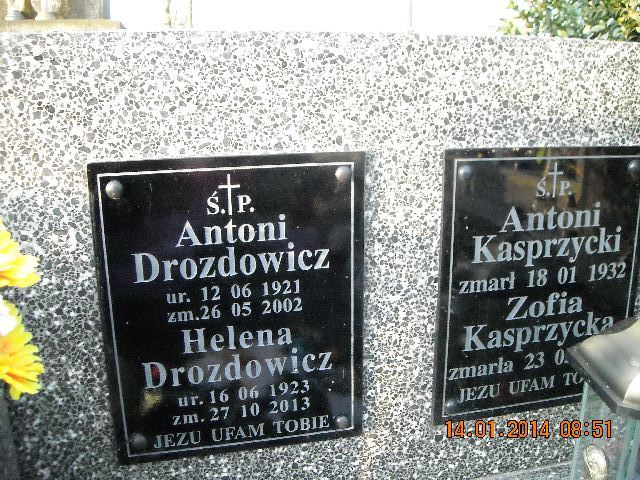 Ś.P.
Antoni
Drozdowicz
ur. 12 06 1921
zm. 26 05 2002
Helena
Drozdowicz
ur. 16 06 1923
zm. 27 10 2013
JEZU UFAM TOBIE
Ś.P.
Antoni
Kasprzycki
zmarł 18 01 1932
Zofia
Kasprzycka
zmarła 23
JEZU UFAM
14.01.2014 08:51